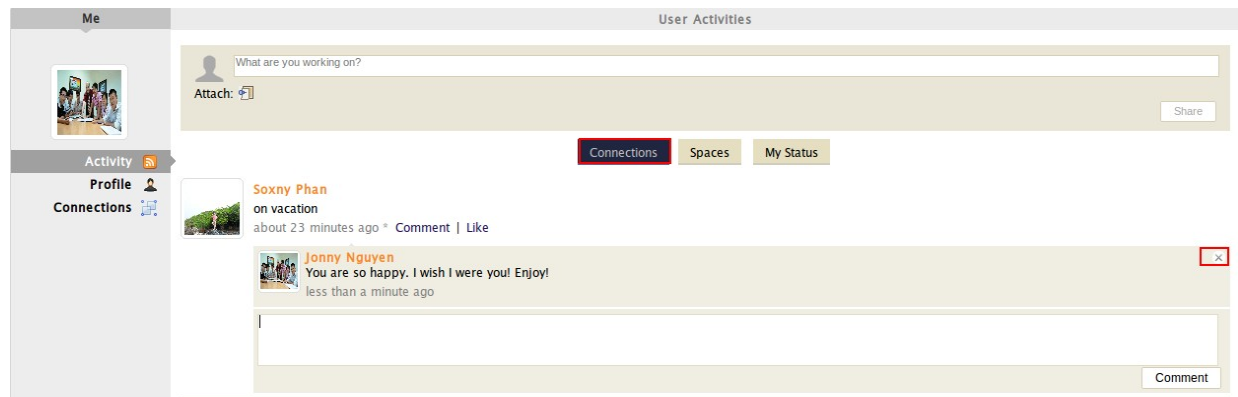 Me
User Activities
What are you working on?
Attach:
Share
Activity
Profile
Connections
Connections Spaces My Status
Soxny Phan
on vacation
about 23 minutes ago * Comment | Like
Jonny Nguyen
You are so happy. I wish I were you! Enjoy!
less than a minute ago
Comment